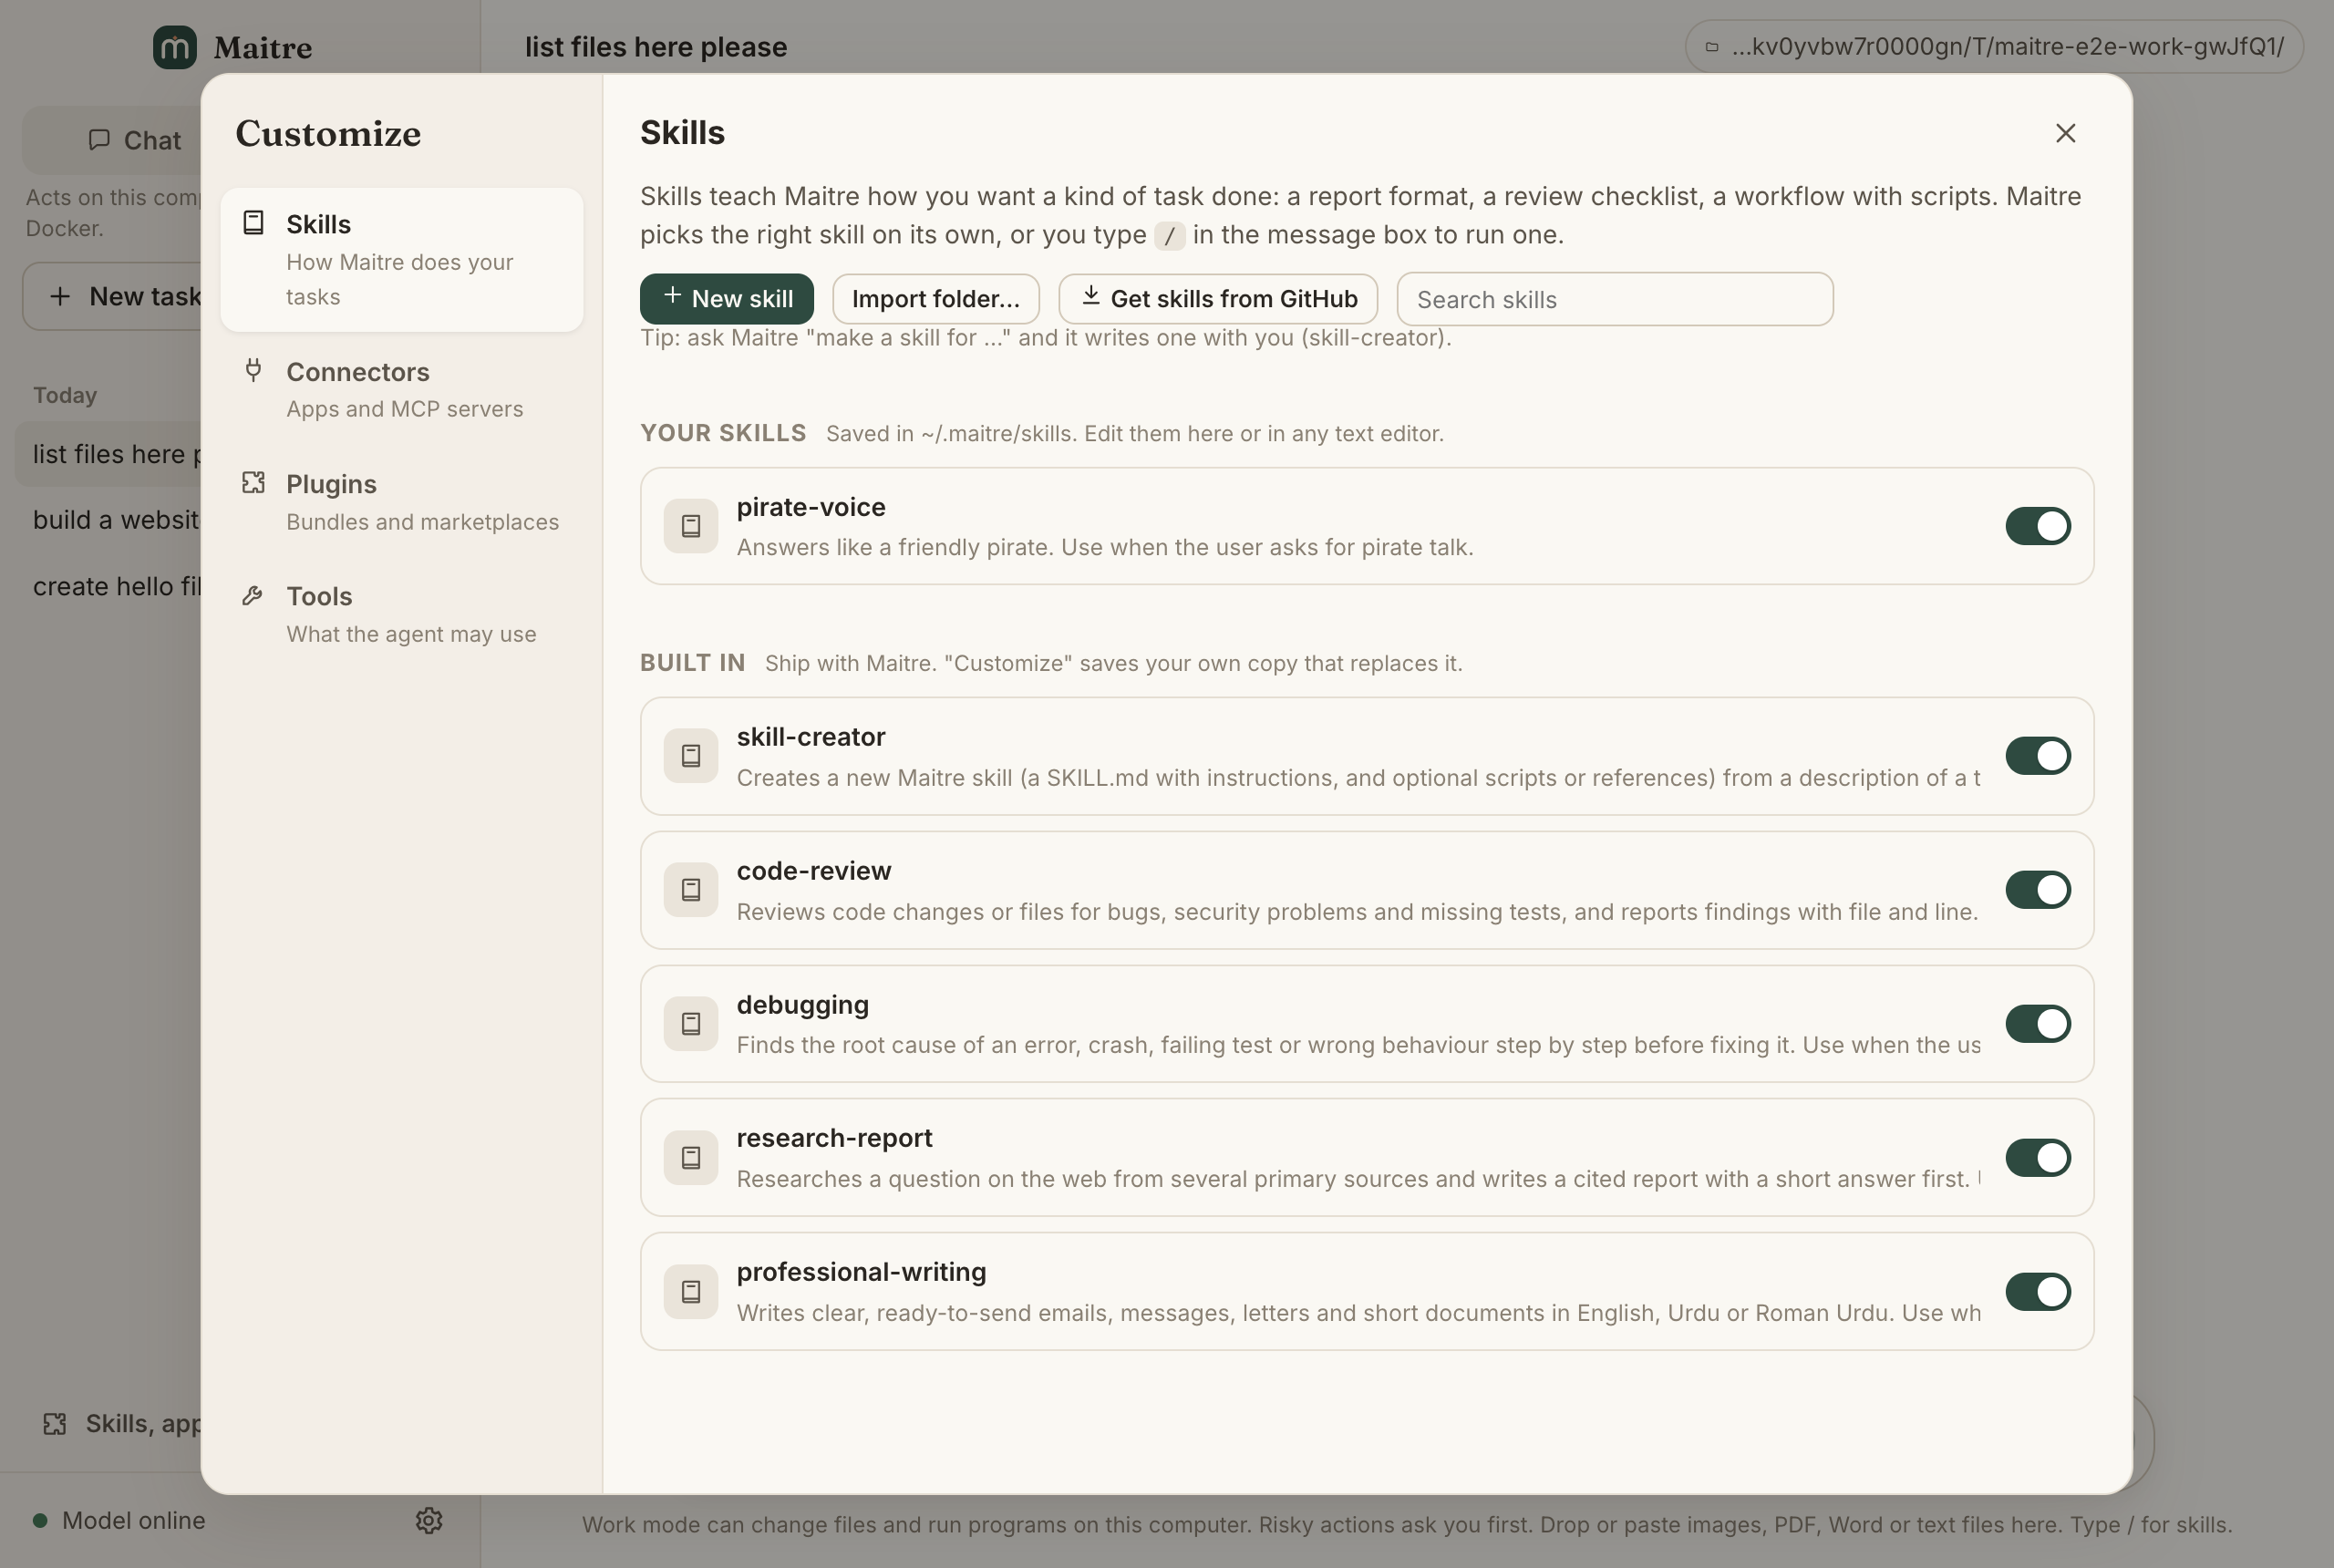 Maitre
list files here please
...kv0yvbw7r0000gn/T/maitre-e2e-work-gwJfQ1/
Chat
Acts on this
Docker.
New task
Today
list files here
build a
create hello
Skills,
Model online
Customize
Skills
How Maitre does your
tasks
Connectors
Apps and MCP servers
Plugins
Bundles and marketplaces
Tools
What the agent may use
Skills
Skills teach Maitre how you want a kind of task done: a report format, a review checklist, a workflow with scripts. Maitre
picks the right skill on its own, or you type / in the message box to run one.
New skill
Import folder...
Get skills from GitHub
Search skills
Tip: ask Maitre "make a skill for ..." and it writes one with you (skill-creator).
YOUR SKILLS Saved in ~/.maitre/skills. Edit them here or in any text editor.
pirate-voice
Answers like a friendly pirate. Use when the user asks for pirate talk.
BUILT IN Ship with Maitre. "Customize" saves your own copy that replaces it.
skill-creator
Creates a new Maitre skill (a SKILL.md with instructions, and optional scripts or references) from a description of a t
code-review
Reviews code changes or files for bugs, security problems and missing tests, and reports findings with file and line.
debugging
Finds the root cause of an error, crash, failing test or wrong behaviour step by step before fixing it. Use when the us
research-report
Researches a question on the web from several primary sources and writes a cited report with a short answer first.
professional-writing
Writes clear, ready-to-send emails, messages, letters and short documents in English, Urdu or Roman Urdu. Use wh
Work mode can change files and run programs on this computer. Risky actions ask you first. Drop or paste images, PDF, Word or text files here. Type / for skills.